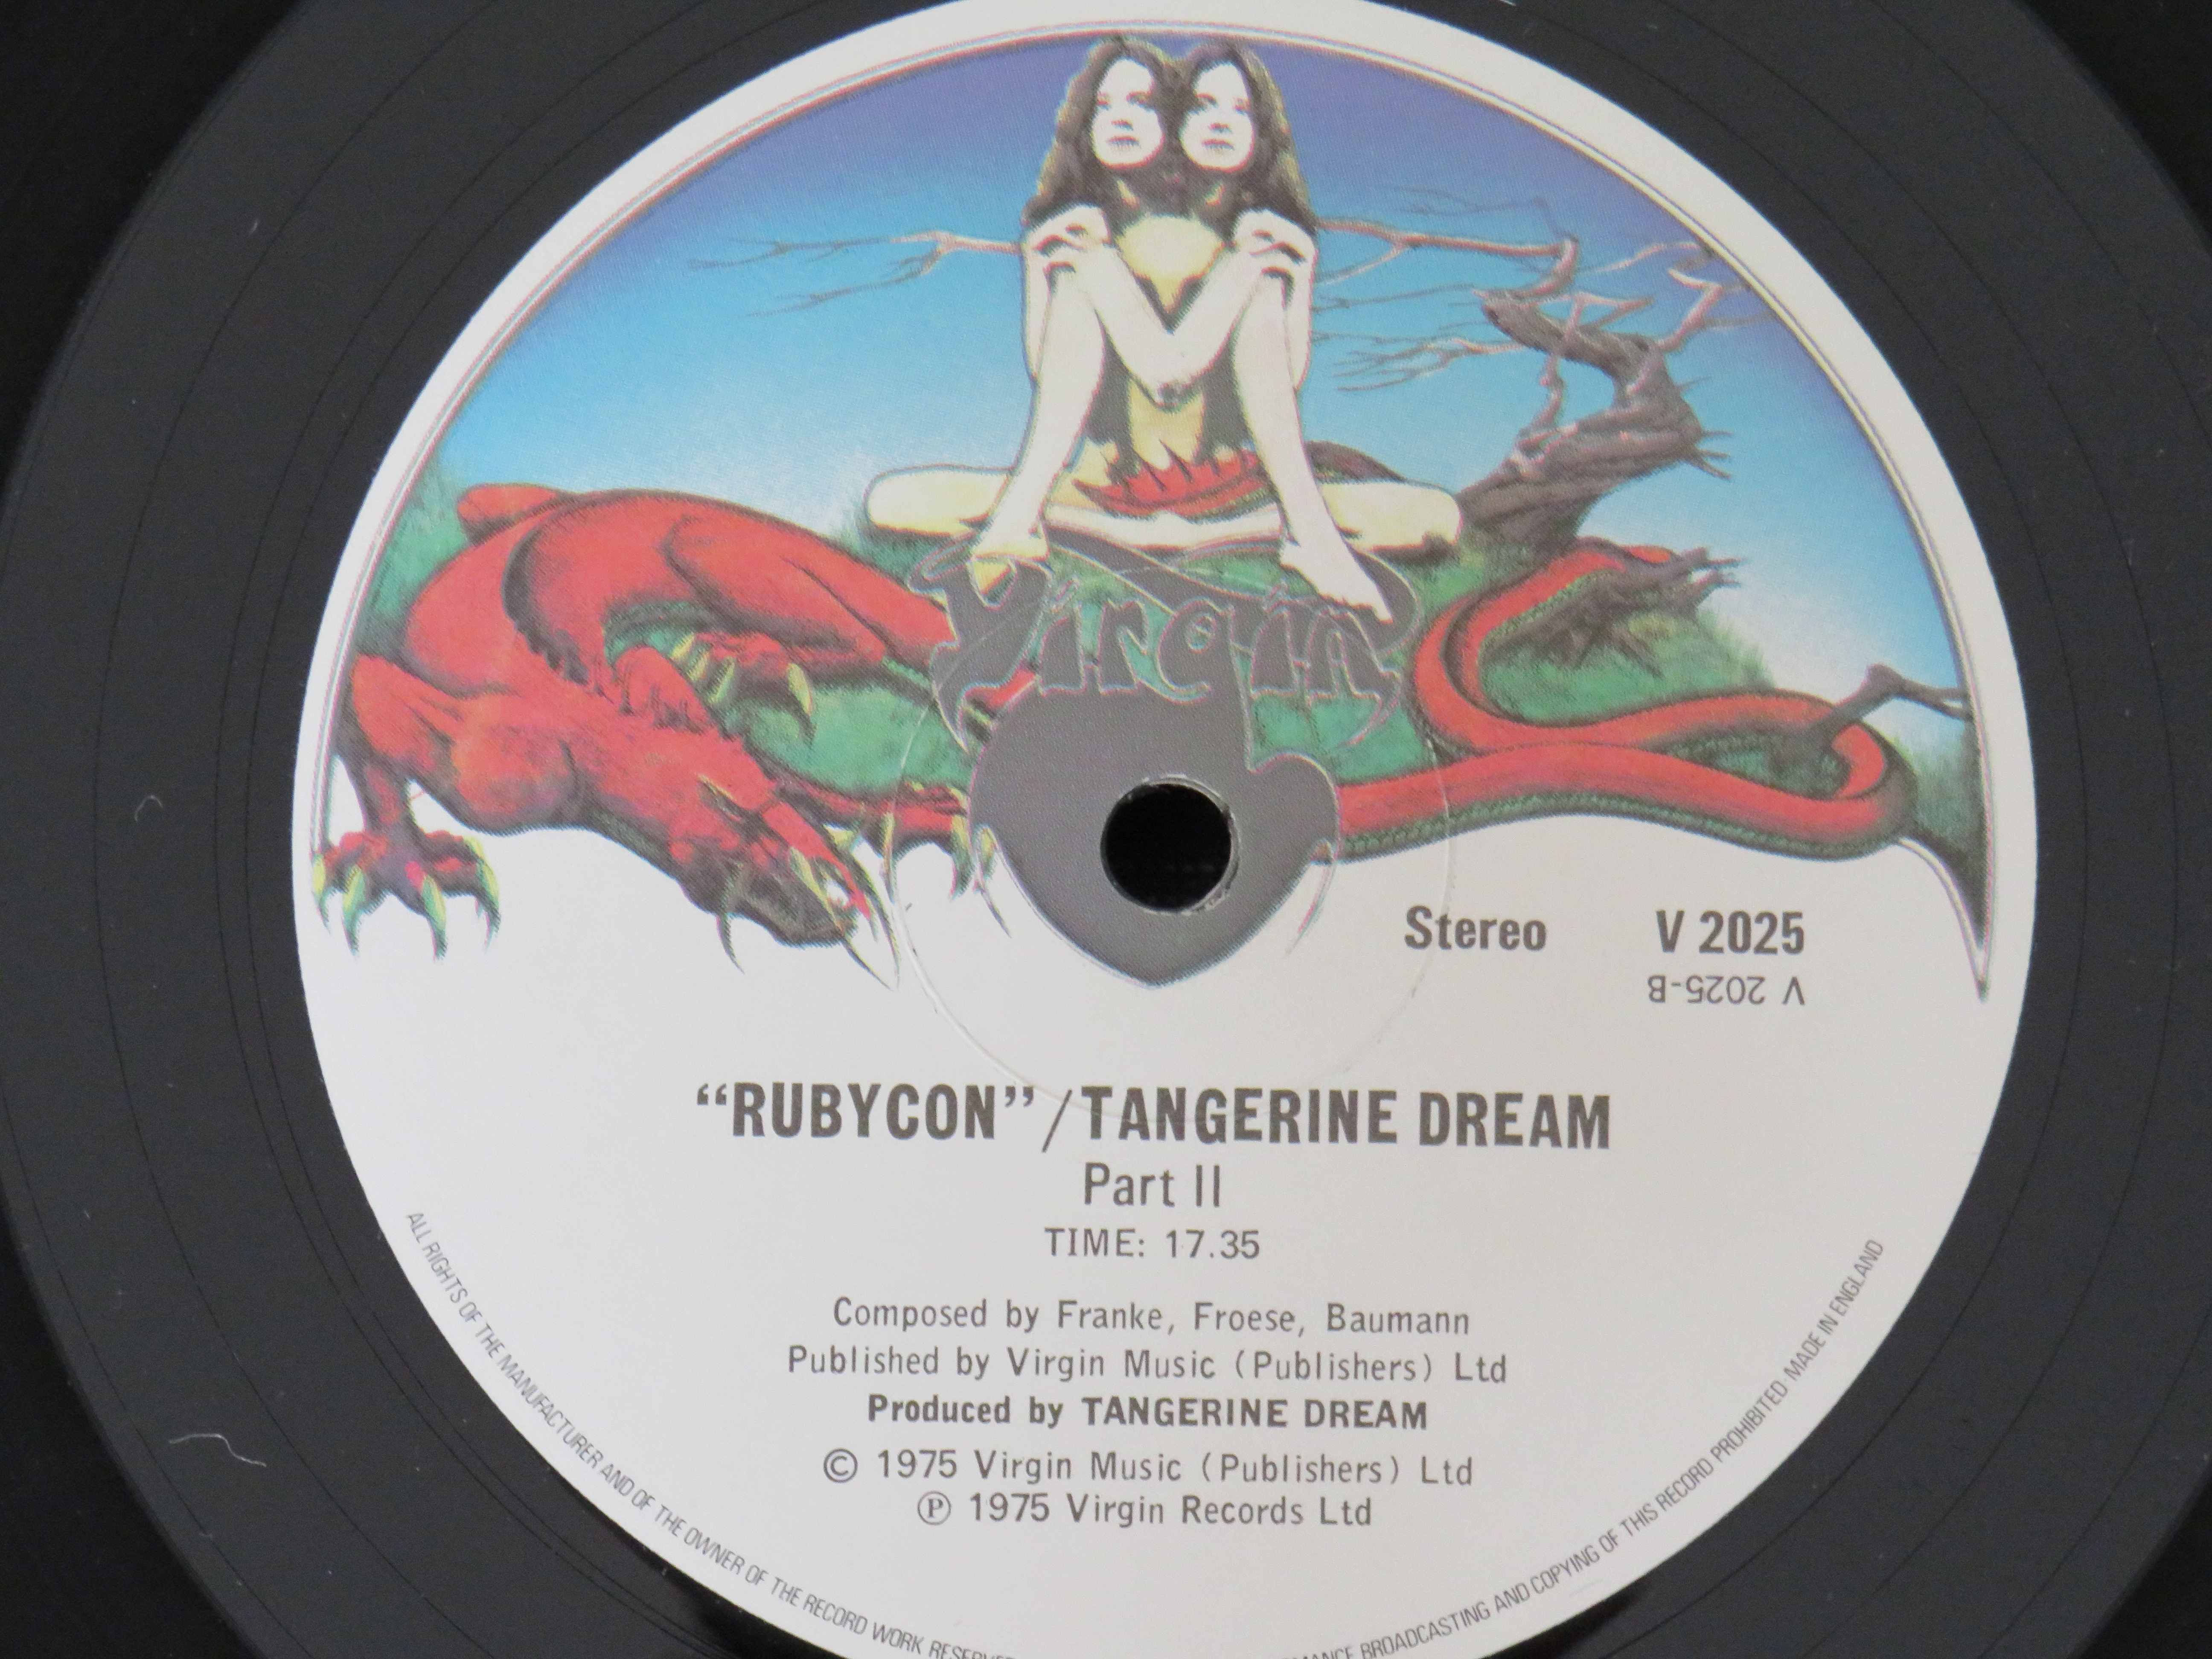 Virgin
Stereo V 2025
V 2025-B
“RUBYCON”/TANGERINE DREAM
Part II
TIME: 17.35
Composed by Franke, Froese, Baumann
Published by Virgin Music (Publishers) Ltd
Produced by TANGERINE DREAM
© 1975 Virgin Music (Publishers) Ltd
℗ 1975 Virgin Records Ltd
ALL RIGHTS OF THE MANUFACTURER AND OF THE OWNER OF THE RECORD WORK
BROADCASTING AND COPYING OF THIS RECORD PROHIBITED MADE IN ENGLAND